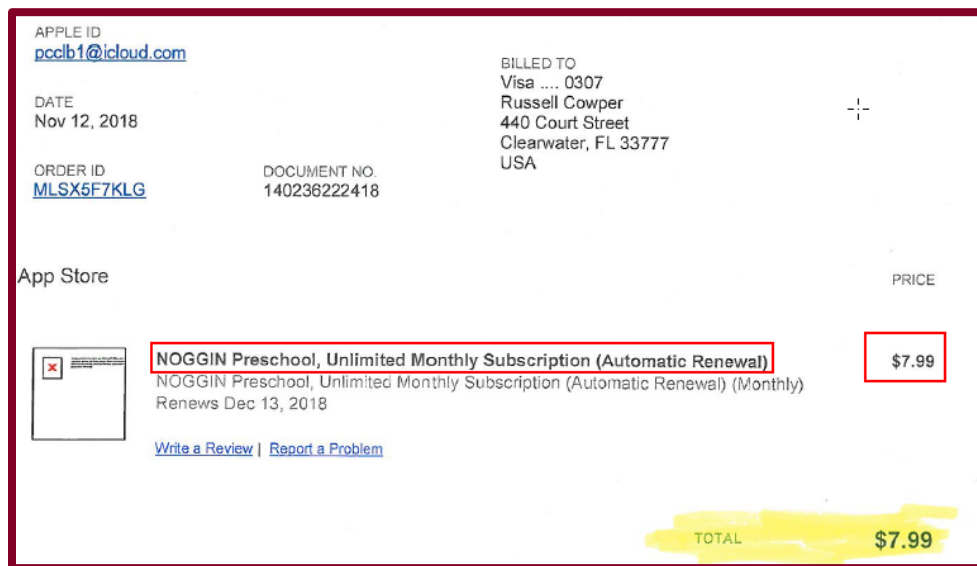 APPLE ID
pcclb1@icloud.com
BILLED TO
Visa .... 0307
Russell Cowper
440 Court Street
Clearwater, FL 33777
USA
DATE
Nov 12, 2018
ORDER ID
MLSX5F7KLG
DOCUMENT NO.
140236222418
App Store
PRICE
NOGGIN Preschool, Unlimited Monthly Subscription (Automatic Renewal)
$7.99
NOGGIN Preschool, Unlimited Monthly Subscription (Automatic Renewal) (Monthly)
Renews Dec 13, 2018
Write a Review | Report a Problem
TOTAL
$7.99